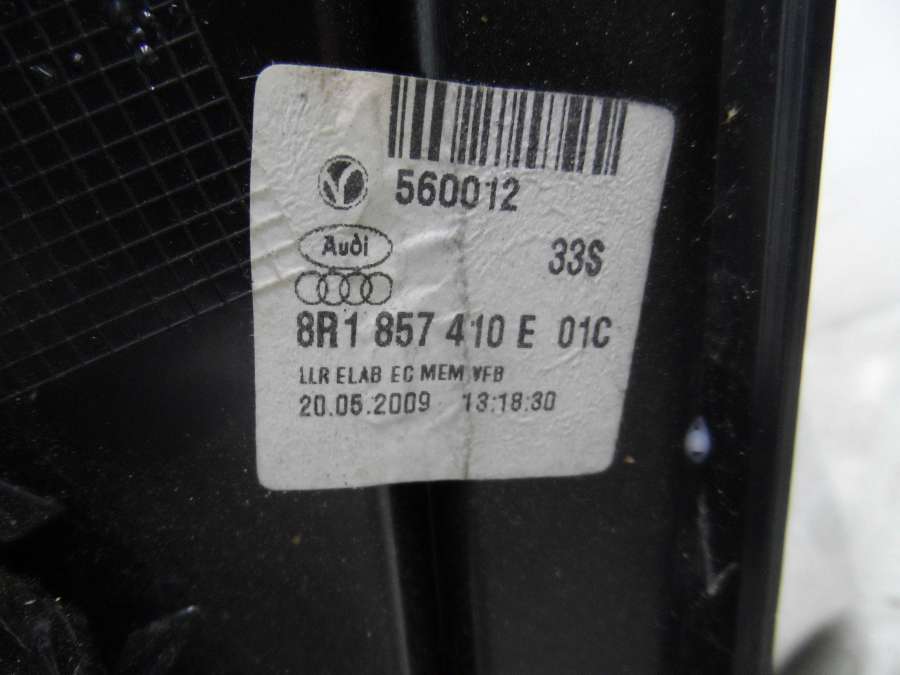 560012
Audi
33S
8R1 857 410 E 01C
LLR ELAB EC MEM VFB
20.05.2009 13:18:30